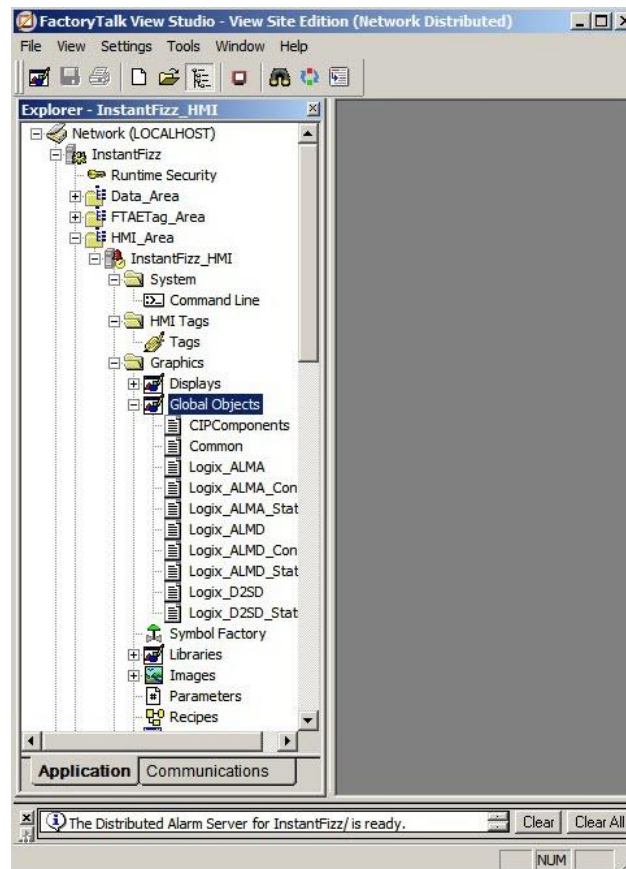 FactoryTalk View Studio - View Site Edition (Network Distributed)
File View Settings Tools Window Help
Explorer - InstantFizz_HMI
Network (LOCALHOST)
InstantFizz
Runtime Security
Data_Area
FTAETag_Area
HMI_Area
InstantFizz_HMI
System
Command Line
HMI Tags
Tags
Graphics
Displays
Global Objects
CIPComponents
Common
Logix_ALMA
Logix_ALMA_Con
Logix_ALMA_Stat
Logix_ALMD
Logix_ALMD_Con
Logix_ALMD_Stat
Logix_D2SD
Logix_D2SD_Stat
Symbol Factory
Libraries
Images
Parameters
Recipes
Application Communications
The Distributed Alarm Server for InstantFizz/ is ready.
Clear Clear All
NUM